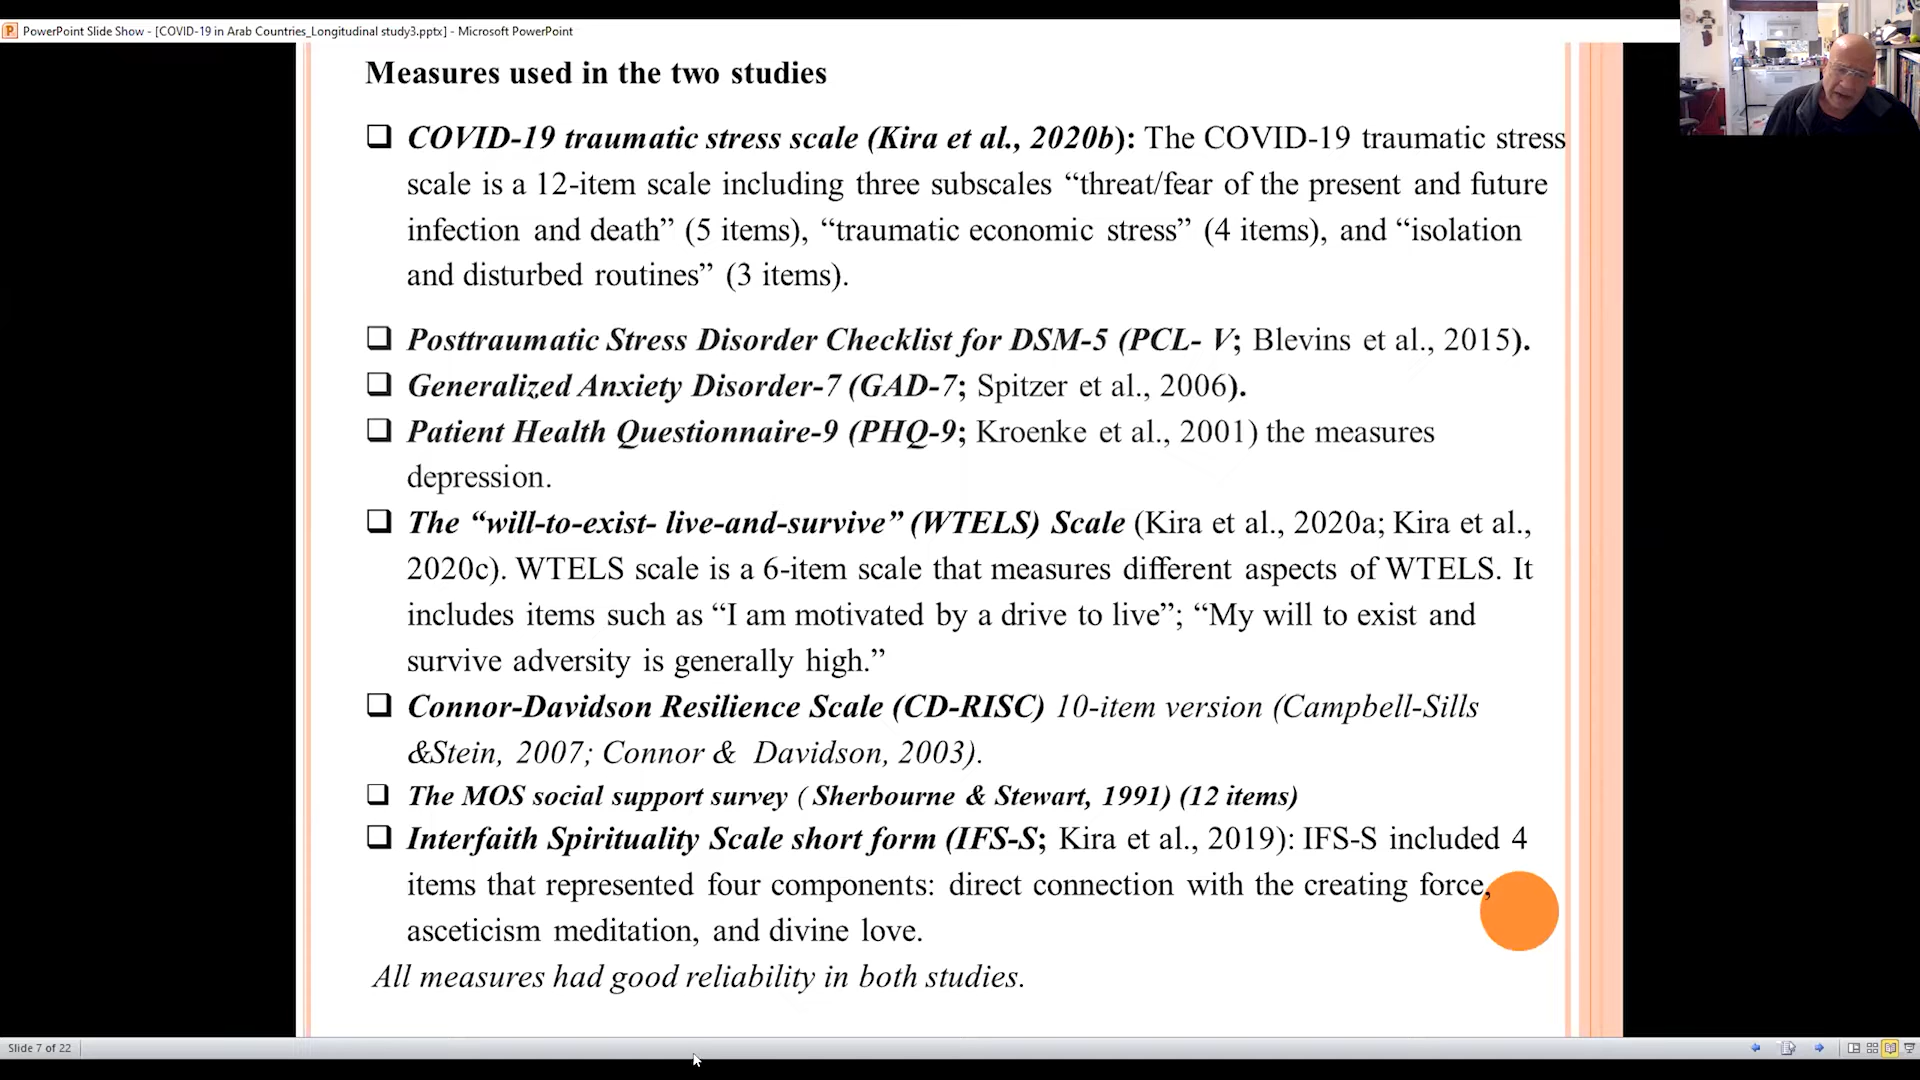 PowerPoint Slide Show - [COVID-19 in Arab Countries_Longitudinal study3.pptx] - Microsoft PowerPoint
Measures used in the two studies
COVID-19 traumatic stress scale (Kira et al., 2020b): The COVID-19 traumatic stress
scale is a 12-item scale including three subscales “threat/fear of the present and future
infection and death” (5 items), “traumatic economic stress” (4 items), and “isolation
and disturbed routines” (3 items).
Posttraumatic Stress Disorder Checklist for DSM-5 (PCL- V; Blevins et al., 2015).
Generalized Anxiety Disorder-7 (GAD-7; Spitzer et al., 2006).
Patient Health Questionnaire-9 (PHQ-9; Kroenke et al., 2001) the measures
depression.
The “will-to-exist- live-and-survive” (WTELS) Scale (Kira et al., 2020a; Kira et al.,
2020c). WTELS scale is a 6-item scale that measures different aspects of WTELS. It
includes items such as “I am motivated by a drive to live”; “My will to exist and
survive adversity is generally high.”
Connor-Davidson Resilience Scale (CD-RISC) 10-item version (Campbell-Sills
&Stein, 2007; Connor & Davidson, 2003).
The MOS social support survey ( Sherbourne & Stewart, 1991) (12 items)
Interfaith Spirituality Scale short form (IFS-S; Kira et al., 2019): IFS-S included 4
items that represented four components: direct connection with the creating force,
asceticism meditation, and divine love.
All measures had good reliability in both studies.
Slide 7 of 22